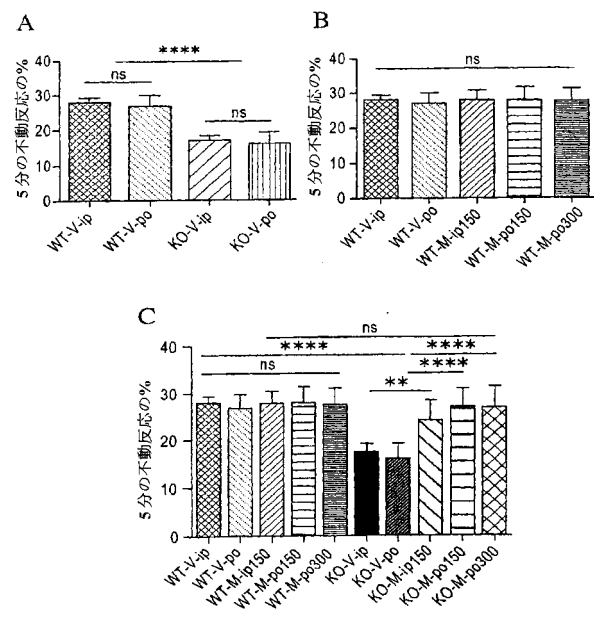 A
5分の不動反応の%
40
30
20
10
0
****
ns
ns
WT-V-ip
WT-V-po
KO-V-ip
KO-V-po
B
5分の不動反応の%
40
30
20
10
0
ns
WT-V-ip
WT-V-po
WT-M-ip150
WT-M-po150
WT-M-po300
C
5分の不動反応の%
40
30
20
10
0
ns
**** ****
ns ****
**
WT-V-ip
WT-V-po
WT-M-ip150
WT-M-po150
WT-M-po300
KO-V-ip
KO-V-po
KO-M-ip150
KO-M-po150
KO-M-po300